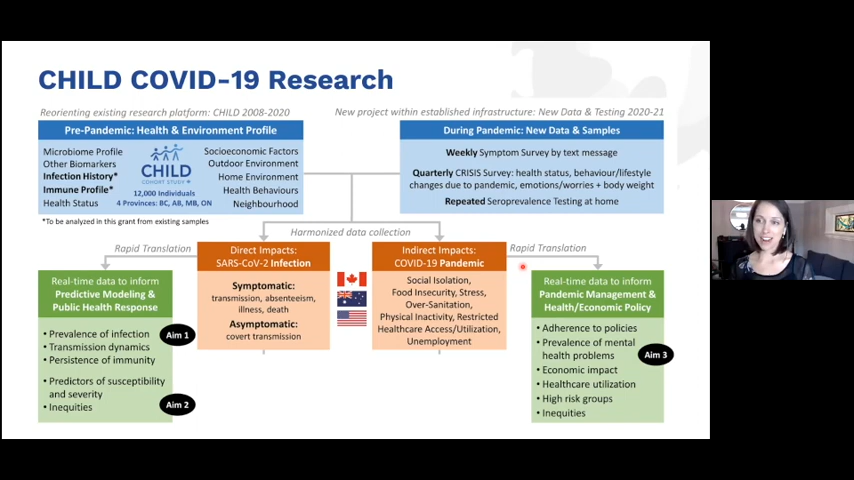 CHILD COVID-19 Research
Reorienting existing research platform: CHILD 2008-2020
New project within established infrastructure: New Data & Testing 2020-21
Pre-Pandemic: Health & Environment Profile
Microbiome Profile
Other Biomarkers
Infection History*
Immune Profile*
Health Status
CHILD
COHORT STUDY
12,000 Individuals
4 Provinces: BC, AB, MB, ON
Socioeconomic Factors
Outdoor Environment
Home Environment
Health Behaviours
Neighbourhood
*To be analyzed in this grant from existing samples
During Pandemic: New Data & Samples
Weekly Symptom Survey by text message
Quarterly CRISIS Survey: health status, behaviour/lifestyle
changes due to pandemic, emotions/worries + body weight
Repeated Seroprevalence Testing at home
Harmonized data collection
Rapid Translation
Direct Impacts:
SARS-CoV-2 Infection
Symptomatic:
transmission, absenteeism,
illness, death
Asymptomatic:
covert transmission
Indirect Impacts:
COVID-19 Pandemic
Social Isolation,
Food Insecurity, Stress,
Over-Sanitation,
Physical Inactivity, Restricted
Healthcare Access/Utilization,
Unemployment
Rapid Translation
Real-time data to inform
Predictive Modeling &
Public Health Response
• Prevalence of infection
• Transmission dynamics
• Persistence of immunity
• Predictors of susceptibility
and severity
• Inequities
Aim 1
Aim 2
Real-time data to inform
Pandemic Management &
Health/Economic Policy
• Adherence to policies
• Prevalence of mental
health problems
• Economic impact
• Healthcare utilization
• High risk groups
• Inequities
Aim 3